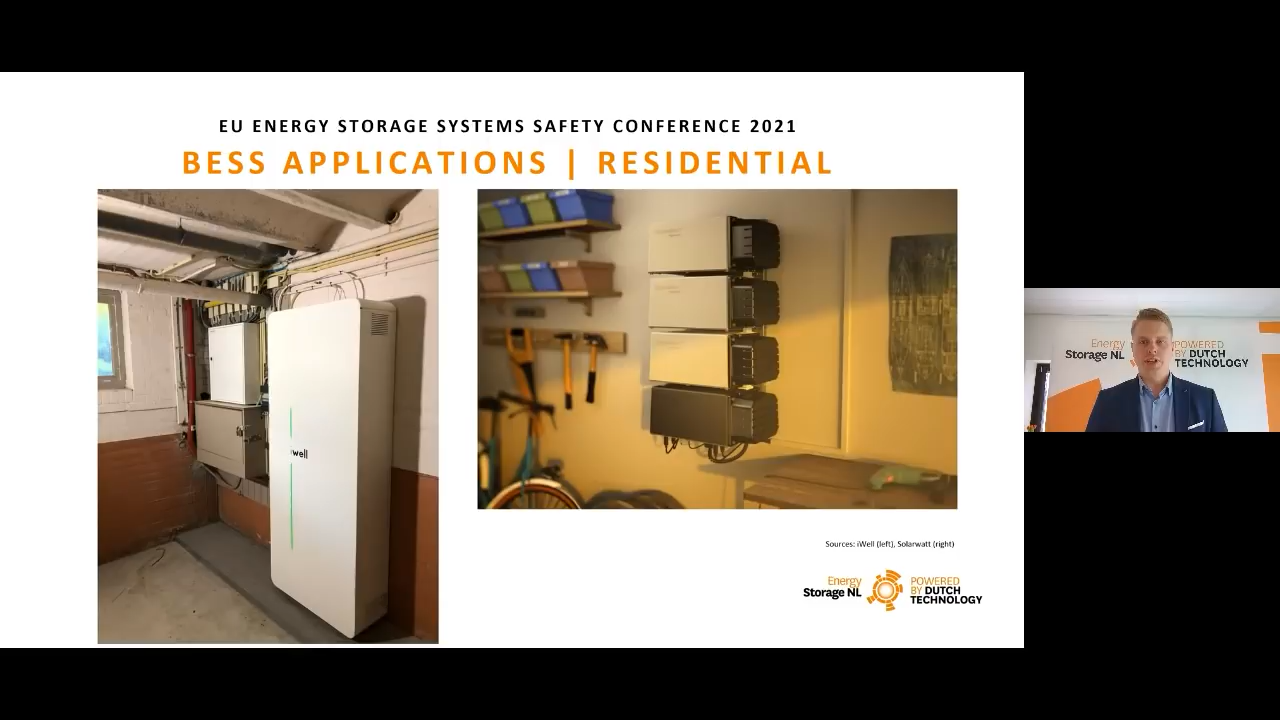 EU ENERGY STORAGE SYSTEMS SAFETY CONFERENCE 2021
BESS APPLICATIONS | RESIDENTIAL
iwell
Sources: iWell (left), Solarwatt (right)
Energy
Storage NL
POWERED
BY DUTCH
TECHNOLOGY
Energy
Storage NL
POWERED
BY DUTCH
TECHNOLOGY